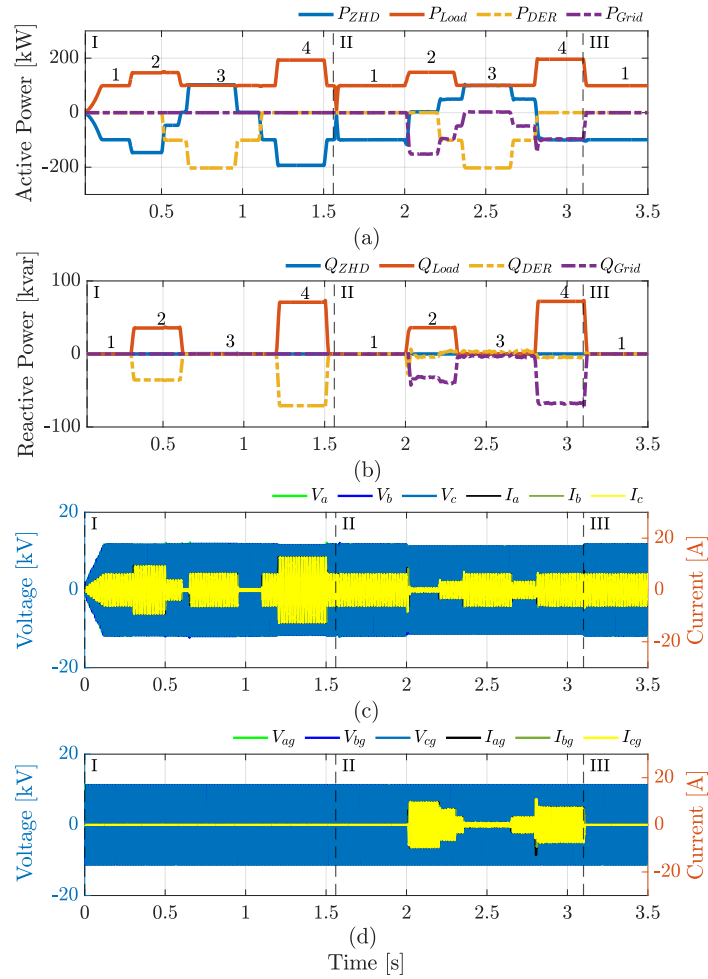 P_ZHD P_Load P_DER P_Grid
Active Power [kW]
200
0
-200
I II III
1 2 3 4 1 2 3 4 1
0.5 1 1.5 2 2.5 3 3.5
(a)
Q_ZHD Q_Load Q_DER Q_Grid
Reactive Power [kvar]
100
0
-100
I II III
1 2 3 4 1 2 3 4 1
0 0.5 1 1.5 2 2.5 3 3.5
(b)
V_a V_b V_c I_a I_b I_c
Voltage [kV]
20
0
-20
I II III
Current [A]
20
0
-20
0 0.5 1 1.5 2 2.5 3 3.5
(c)
V_ag V_bg V_cg I_ag I_bg I_cg
Voltage [kV]
20
0
-20
I II III
Current [A]
20
0
-20
0 0.5 1 1.5 2 2.5 3 3.5
(d)
Time [s]